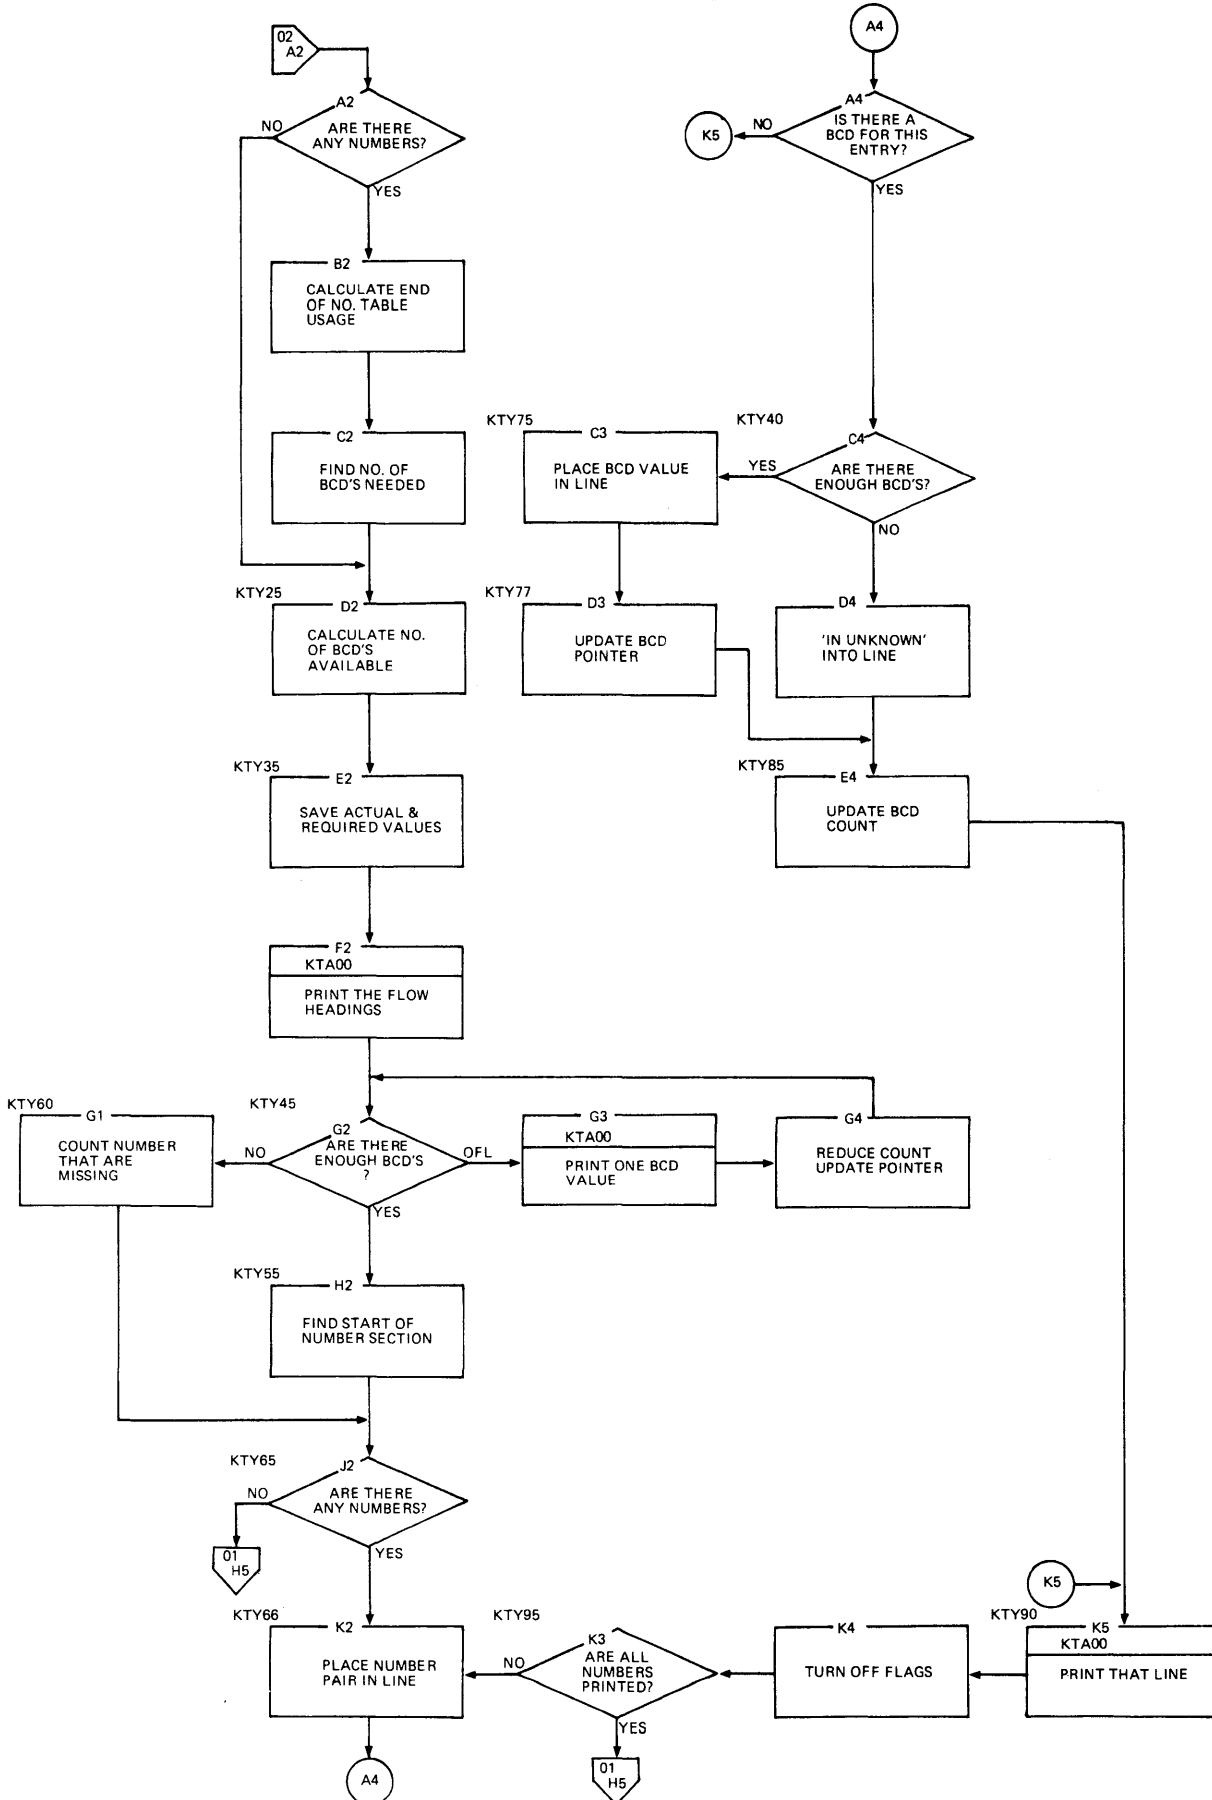 02
A2
A2
ARE THERE
ANY NUMBERS?
NO
YES
B2
CALCULATE END
OF NO. TABLE
USAGE
C2
FIND NO. OF
BCD'S NEEDED
KTY25
D2
CALCULATE NO.
OF BCD'S
AVAILABLE
KTY35
E2
SAVE ACTUAL &
REQUIRED VALUES
F2
KTA00
PRINT THE FLOW
HEADINGS
KTY60
G1
COUNT NUMBER
THAT ARE
MISSING
KTY45
G2
ARE THERE
ENOUGH BCD'S
?
NO
OFL
YES
G3
KTA00
PRINT ONE BCD
VALUE
G4
REDUCE COUNT
UPDATE POINTER
KTY55
H2
FIND START OF
NUMBER SECTION
KTY65
J2
ARE THERE
ANY NUMBERS?
NO
01
H5
YES
KTY66
K2
PLACE NUMBER
PAIR IN LINE
A4
A4
A4
IS THERE A
BCD FOR THIS
ENTRY?
NO
K5
YES
KTY40
C4
ARE THERE
ENOUGH BCD'S?
YES
NO
KTY75
C3
PLACE BCD VALUE
IN LINE
KTY77
D3
UPDATE BCD
POINTER
D4
'IN UNKNOWN'
INTO LINE
KTY85
E4
UPDATE BCD
COUNT
K5
KTY90
K5
KTA00
PRINT THAT LINE
K4
TURN OFF FLAGS
KTY95
K3
ARE ALL
NUMBERS
PRINTED?
NO
YES
01
H5